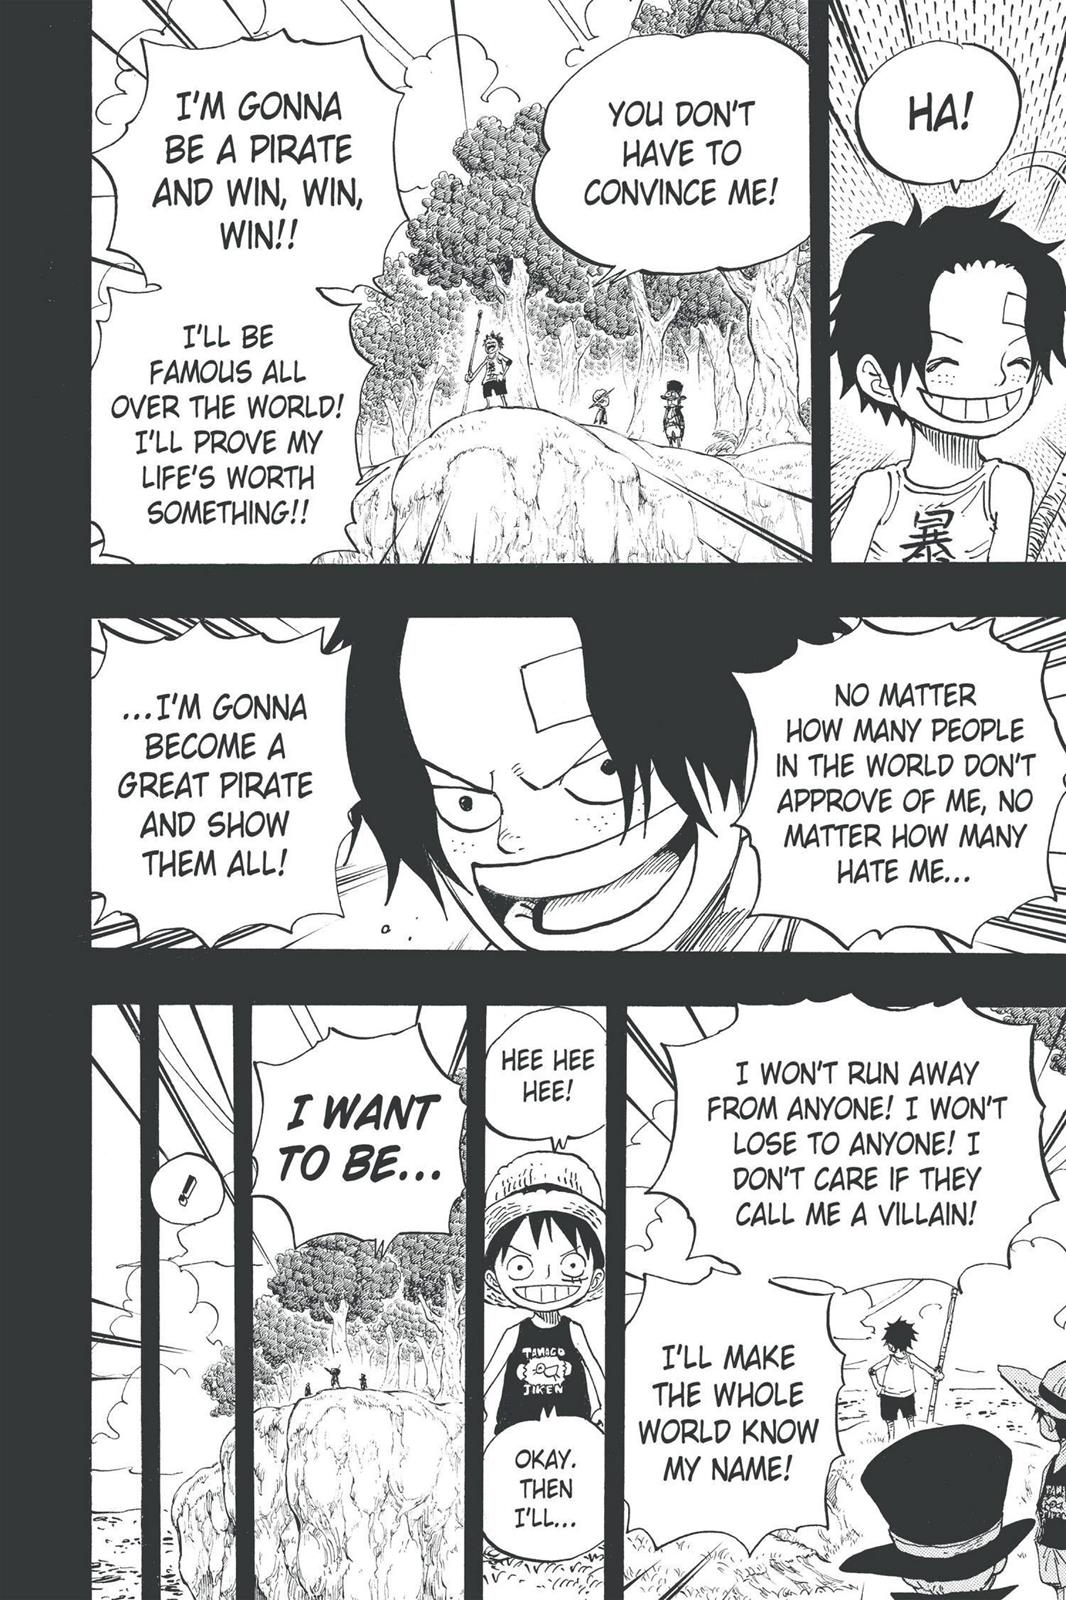 HA!
暴
YOU DON'T
HAVE TO
CONVINCE ME!
I'M GONNA
BE A PIRATE
AND WIN, WIN,
WIN!!
I'LL BE
FAMOUS ALL
OVER THE WORLD!
I'LL PROVE MY
LIFE'S WORTH
SOMETHING!!
NO MATTER
HOW MANY PEOPLE
IN THE WORLD DON'T
APPROVE OF ME, NO
MATTER HOW MANY
HATE ME...
...I'M GONNA
BECOME A
GREAT PIRATE
AND SHOW
THEM ALL!
I WON'T RUN AWAY
FROM ANYONE! I WON'T
LOSE TO ANYONE! I
DON'T CARE IF THEY
CALL ME A VILLAIN!
I'LL MAKE
THE WHOLE
WORLD KNOW
MY NAME!
HEE HEE
HEE!
TAMAGO
JIKEN
OKAY.
THEN
I'LL...
I WANT
TO BE...
!